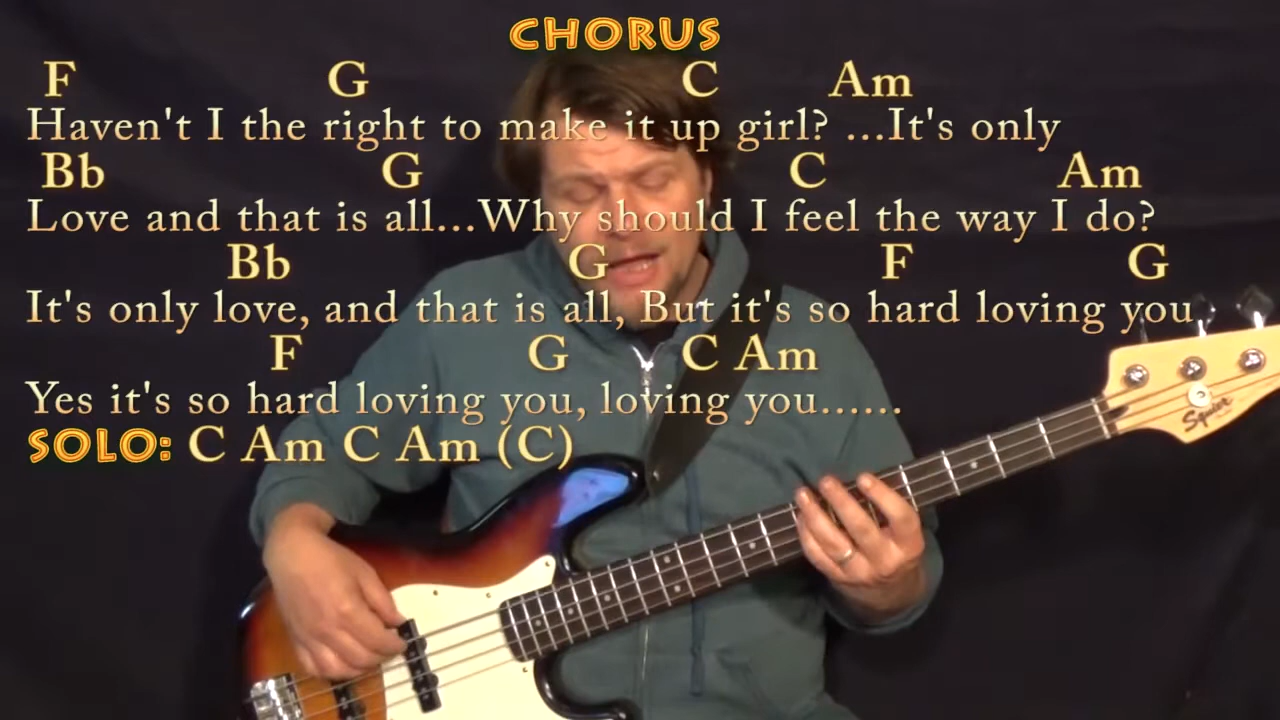 CHORUS
F G C Am
Haven't I the right to make it up girl? ...It's only
Bb G C Am
Love and that is all...Why should I feel the way I do?
Bb G F G
It's only love, and that is all, But it's so hard loving you
F G C Am
Yes it's so hard loving you, loving you......
SOLO: C Am C Am (C)
Squier